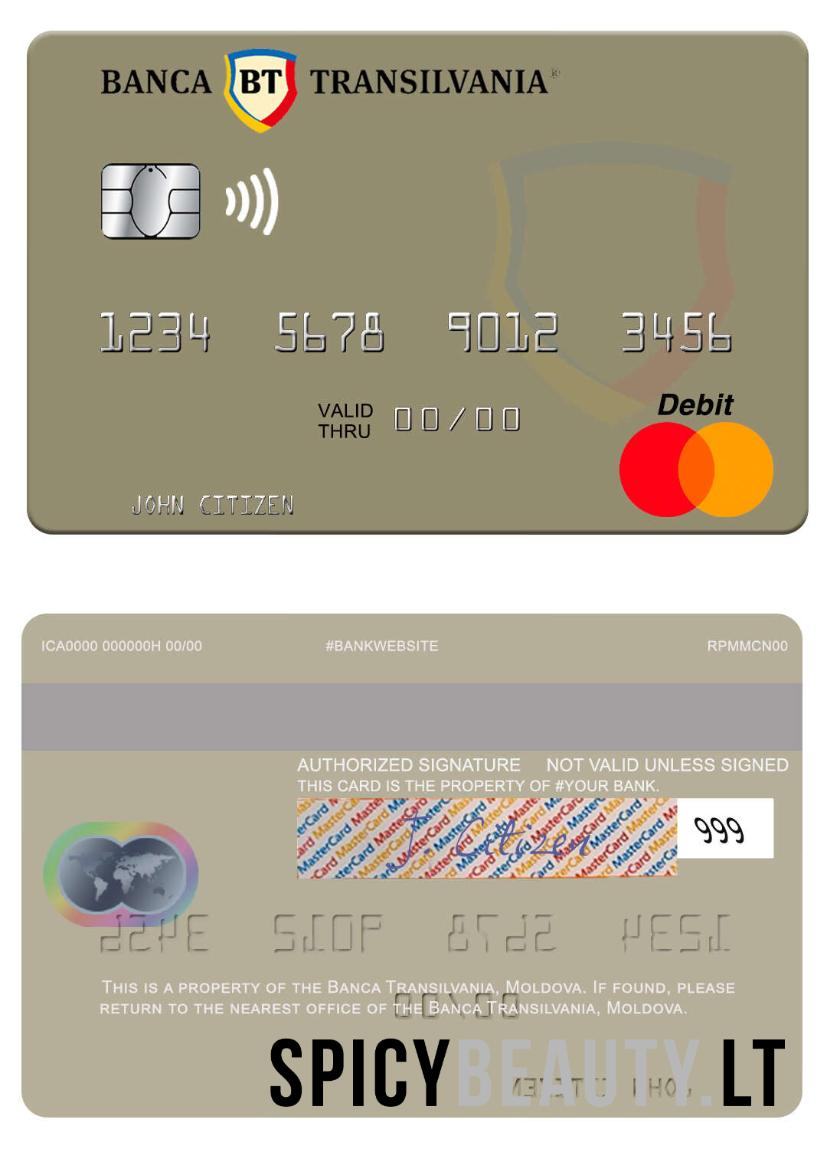 BANCA BT TRANSILVANIA®
1234 5678 9012 3456
Debit
VALID
THRU 00/00
JOHN CITIZEN
ICA0000 000000H 00/00 #BANKWEBSITE RPMMCN00
AUTHORIZED SIGNATURE NOT VALID UNLESS SIGNED
THIS CARD IS THE PROPERTY OF #YOUR BANK.
MasterCard MasterCard MasterCard
J Citizen
999
THIS IS A PROPERTY OF THE BANCA TRANSILVANIA, MOLDOVA. IF FOUND, PLEASE
RETURN TO THE NEAREST OFFICE OF THE BANCA TRANSILVANIA, MOLDOVA.
SPICYBEAUTY.LT